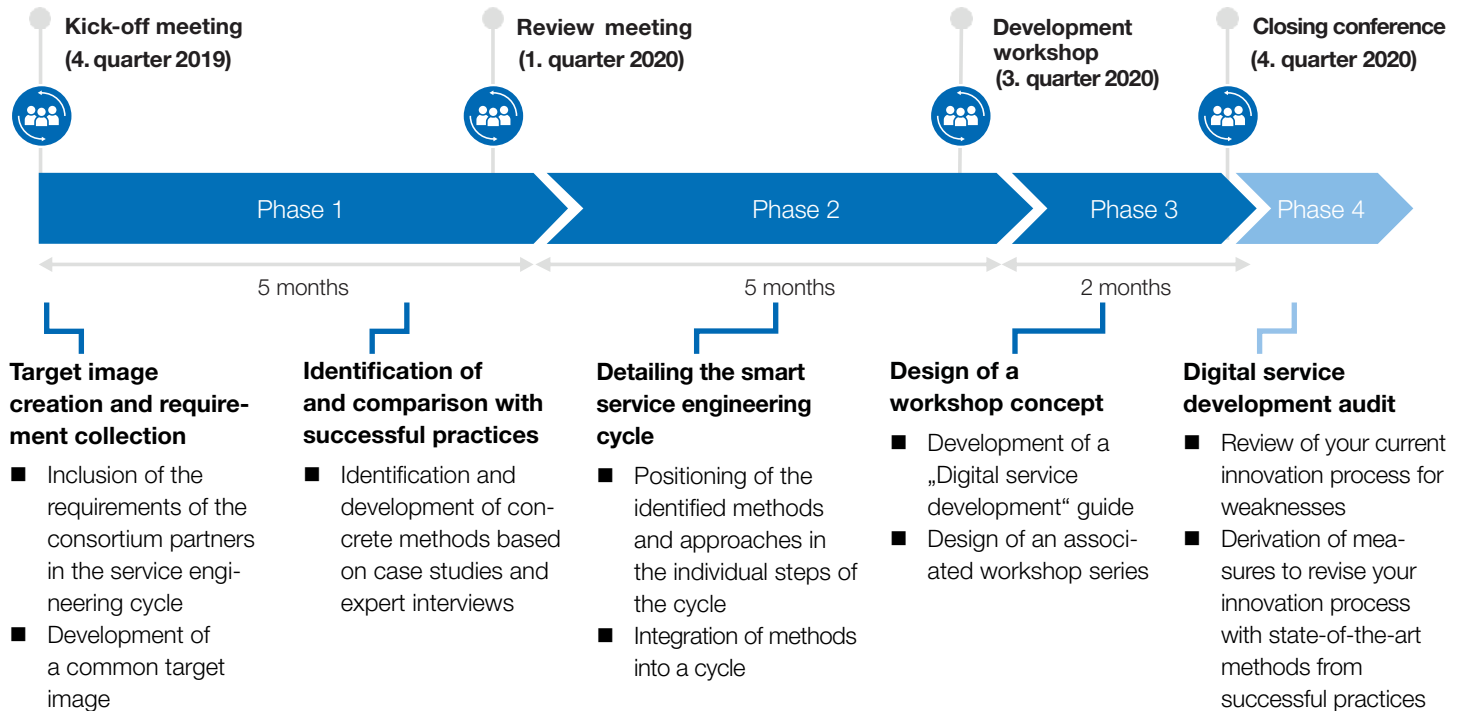 Kick-off meeting
(4. quarter 2019)
Review meeting
(1. quarter 2020)
Development
workshop
(3. quarter 2020)
Closing conference
(4. quarter 2020)
Phase 1
Phase 2
Phase 3
Phase 4
5 months
5 months
2 months
Target image
creation and require-
ment collection
■ Inclusion of the
requirements of the
consortium partners
in the service engi-
neering cycle
■ Development of
a common target
image
Identification of
and comparison with
successful practices
■ Identification and
development of con-
crete methods based
on case studies and
expert interviews
Detailing the smart
service engineering
cycle
■ Positioning of the
identified methods
and approaches in
the individual steps of
the cycle
■ Integration of methods
into a cycle
Design of a
workshop concept
■ Development of a
„Digital service
development“ guide
■ Design of an associ-
ated workshop series
Digital service
development audit
■ Review of your current
innovation process for
weaknesses
■ Derivation of mea-
sures to revise your
innovation process
with state-of-the-art
methods from
successful practices